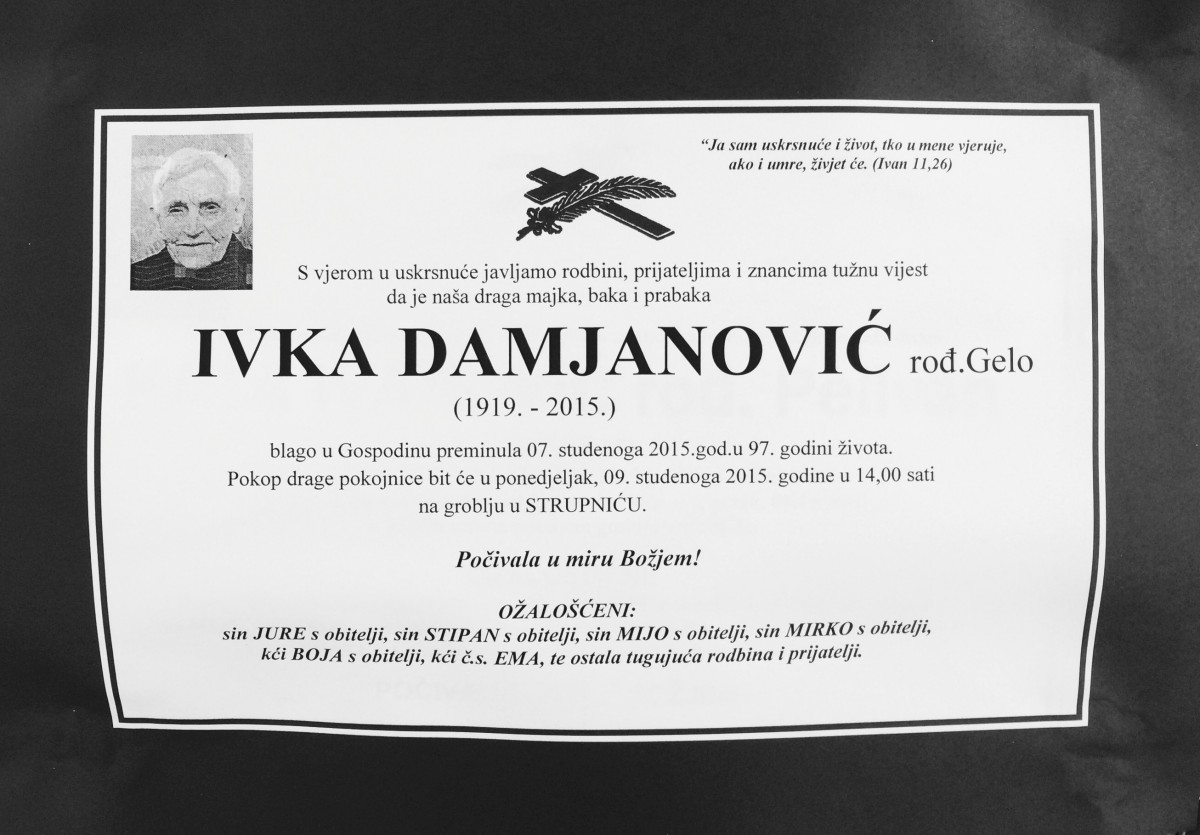 “Ja sam uskrsnuće i život, tko u mene vjeruje,
ako i umre, živjet će. (Ivan 11,26)
S vjerom u uskrsnuće javljamo rodbini, prijateljima i znancima tužnu vijest
da je naša draga majka, baka i prabaka
IVKA DAMJANOVIĆ rođ.Gelo
(1919. - 2015.)
blago u Gospodinu preminula 07. studenoga 2015.god.u 97. godini života.
Pokop drage pokojnice bit će u ponedjeljak, 09. studenoga 2015. godine u 14,00 sati
na groblju u STRUPNIĆU.
Počivala u miru Božjem!
OŽALOŠĆENI:
sin JURE s obitelji, sin STIPAN s obitelji, sin MIJO s obitelji, sin MIRKO s obitelji,
kći BOJA s obitelji, kći č.s. EMA, te ostala tugujuća rodbina i prijatelji.